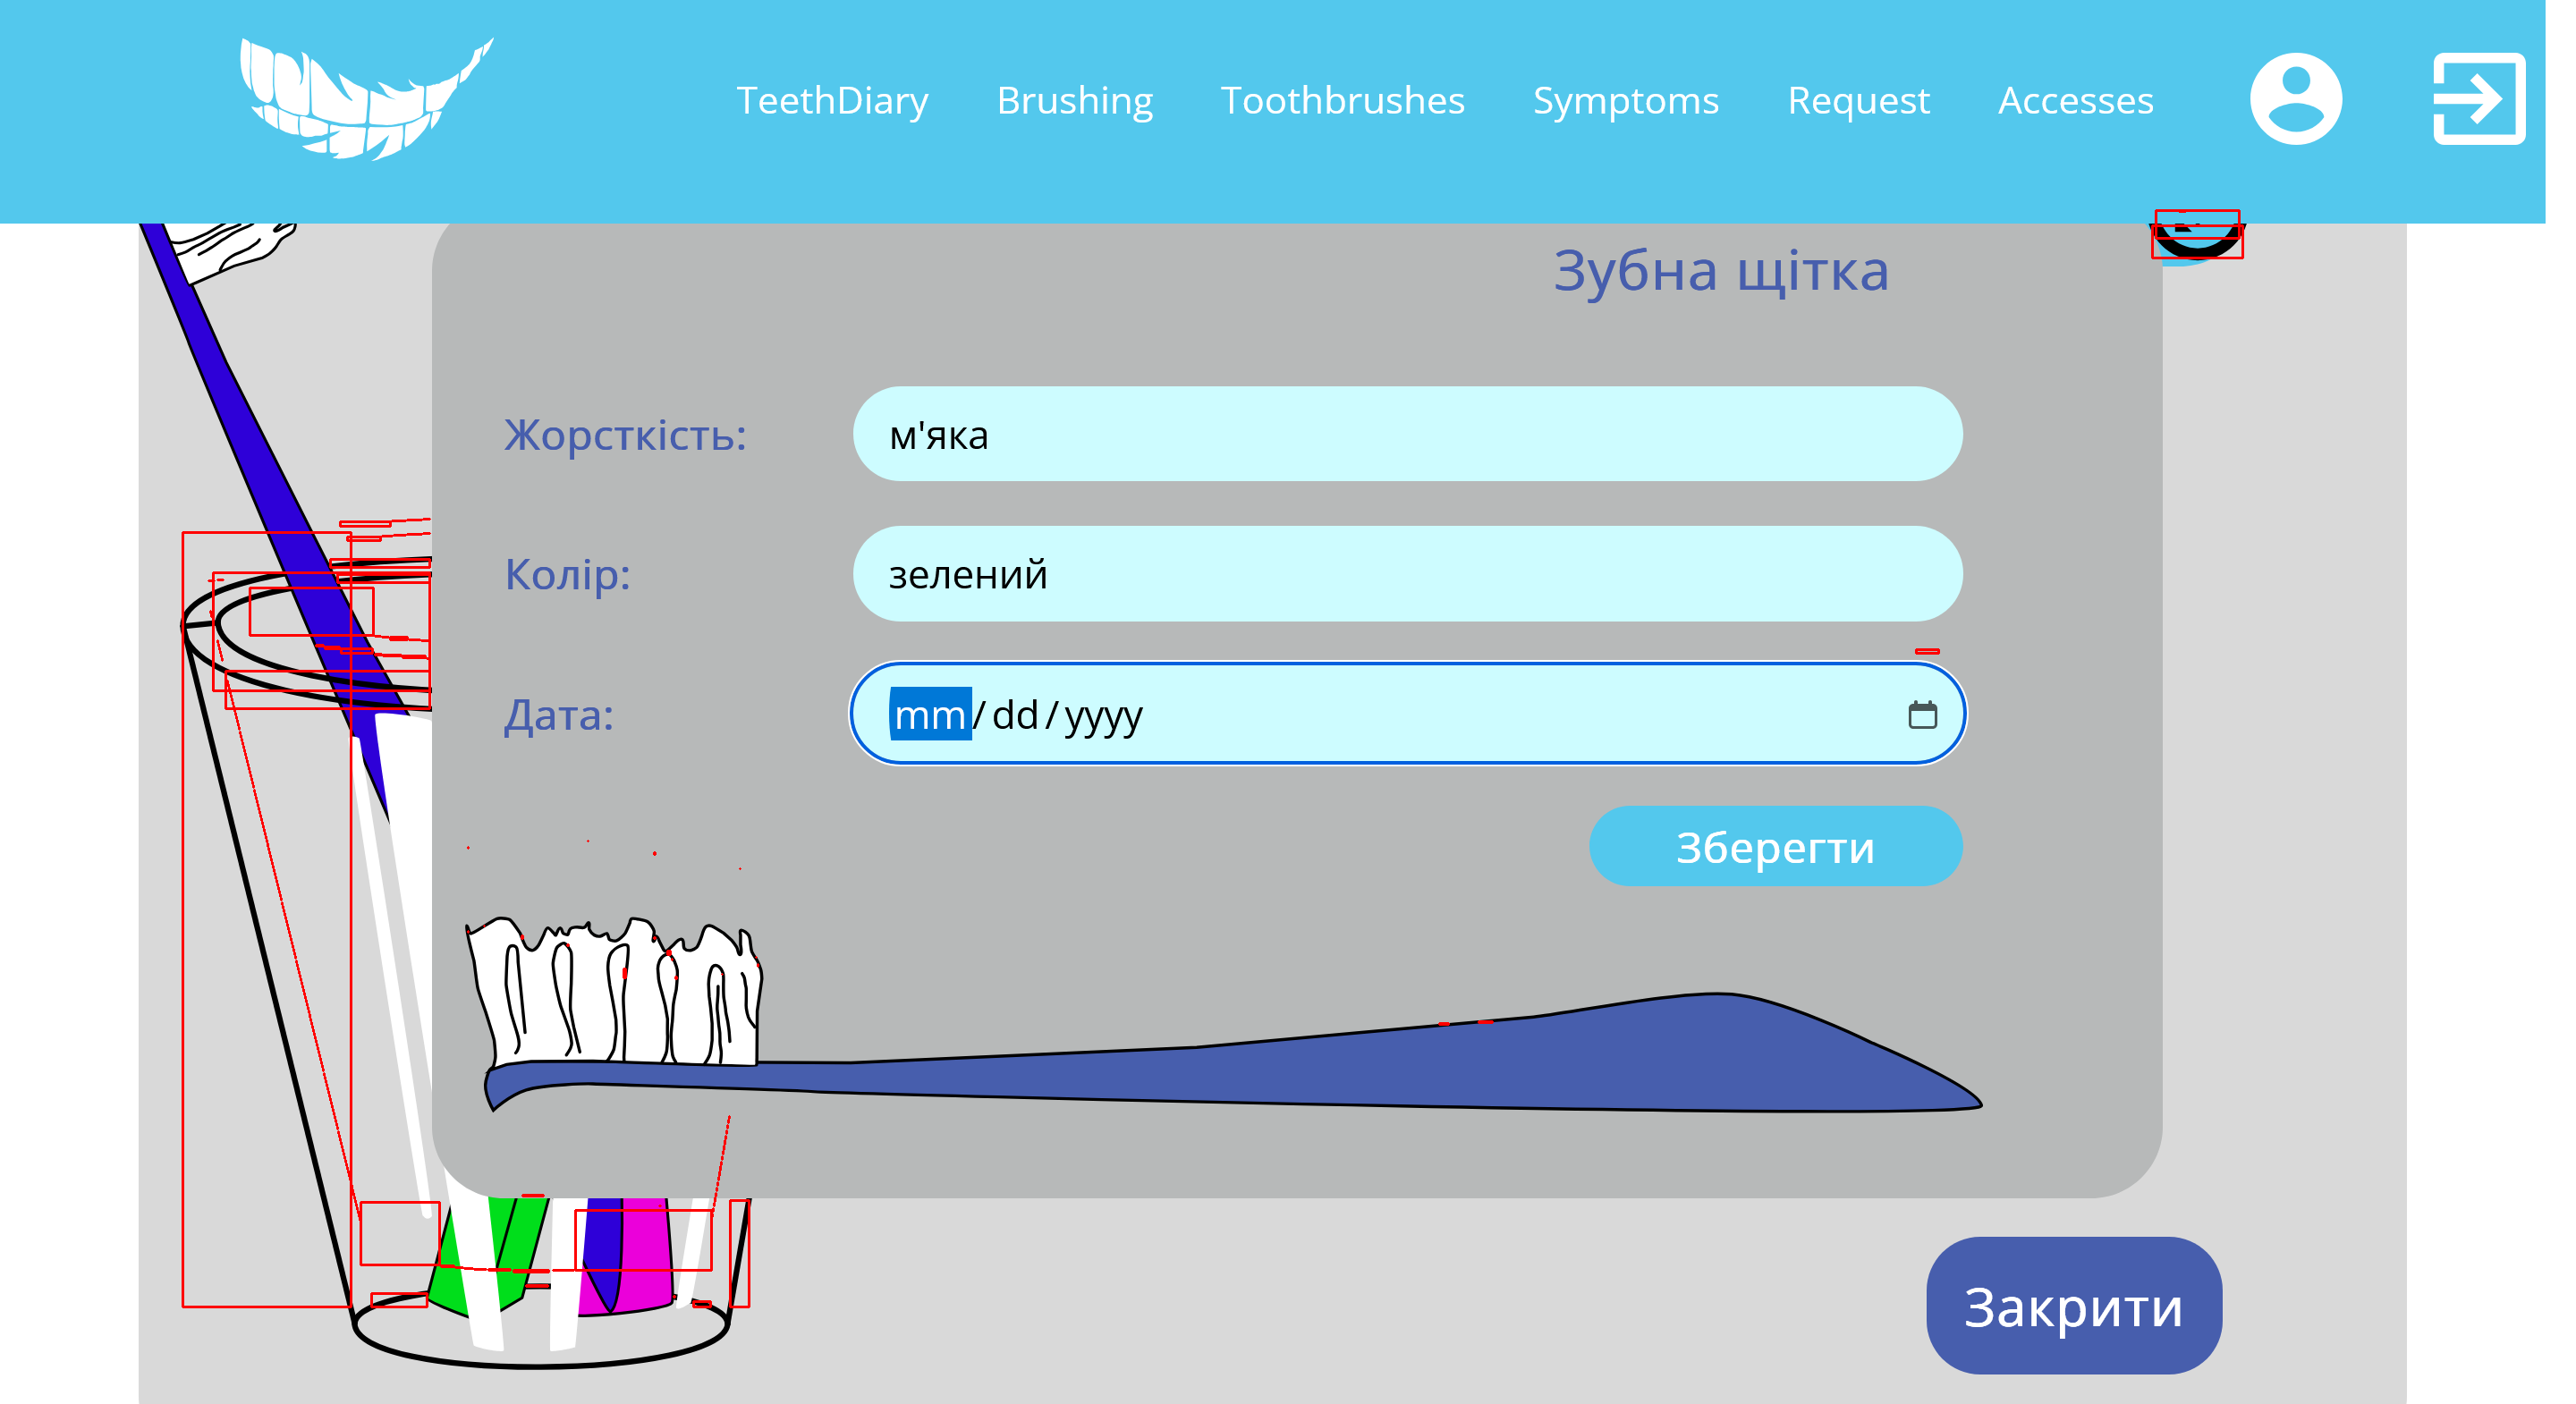 TeethDiary Brushing Toothbrushes Symptoms Request Accesses
Зубна щітка
Жорсткість: м'яка
Колір: зелений
Дата: mm/dd/yyyy
Зберегти
Закрити